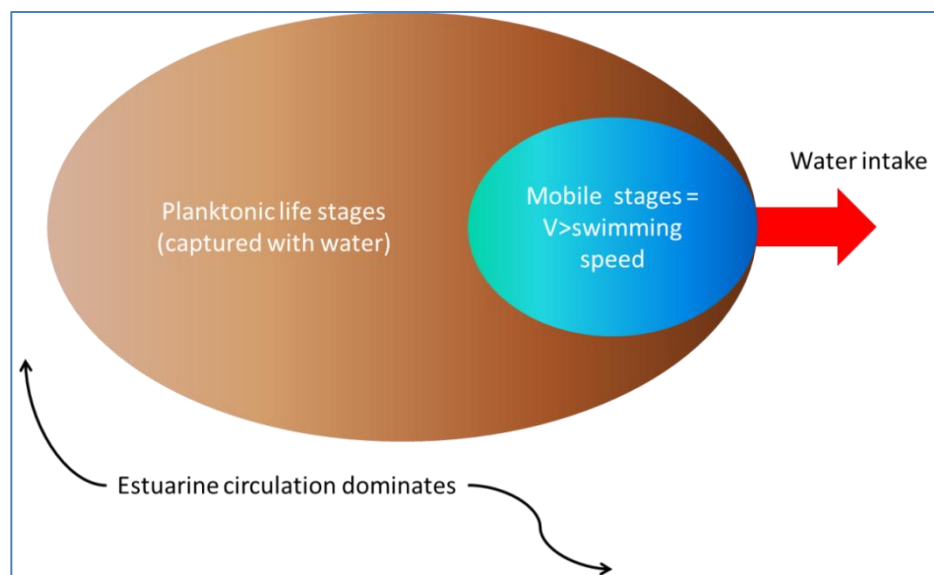 Water intake
Planktonic life stages
(captured with water)
Mobile stages =
V>swimming
speed
Estuarine circulation dominates